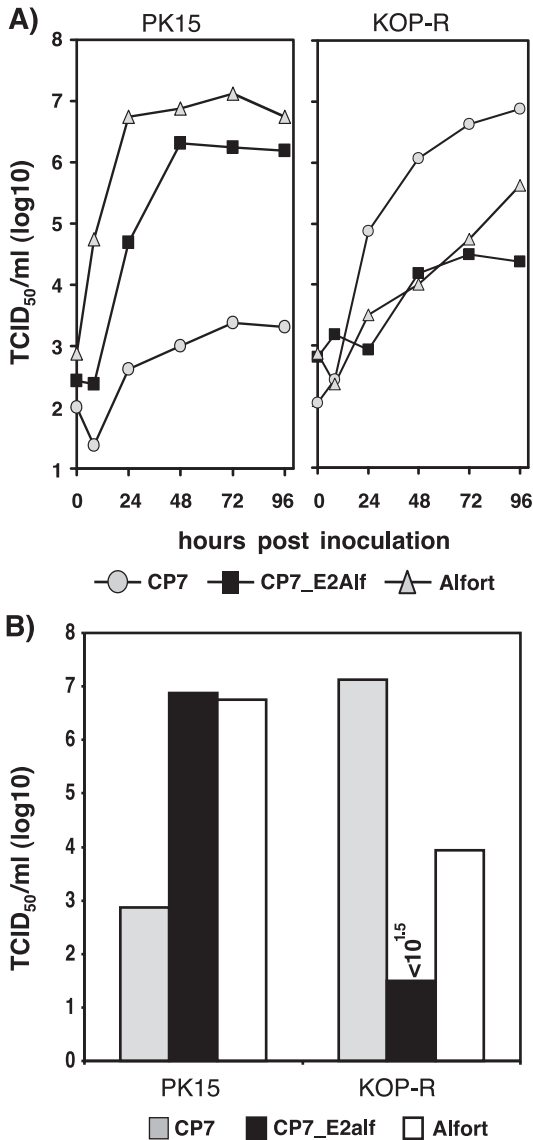 A)
PK15 KOP-R
TCID50/ml (log10)
8
7
6
5
4
3
2
1
0 24 48 72 96 0 24 48 72 96
hours post inoculation
CP7 CP7_E2Alf Alfort
B)
TCID50/ml (log10)
8
7
6
5
4
3
2
1
0
<10^1.5
PK15 KOP-R
CP7 CP7_E2alf Alfort